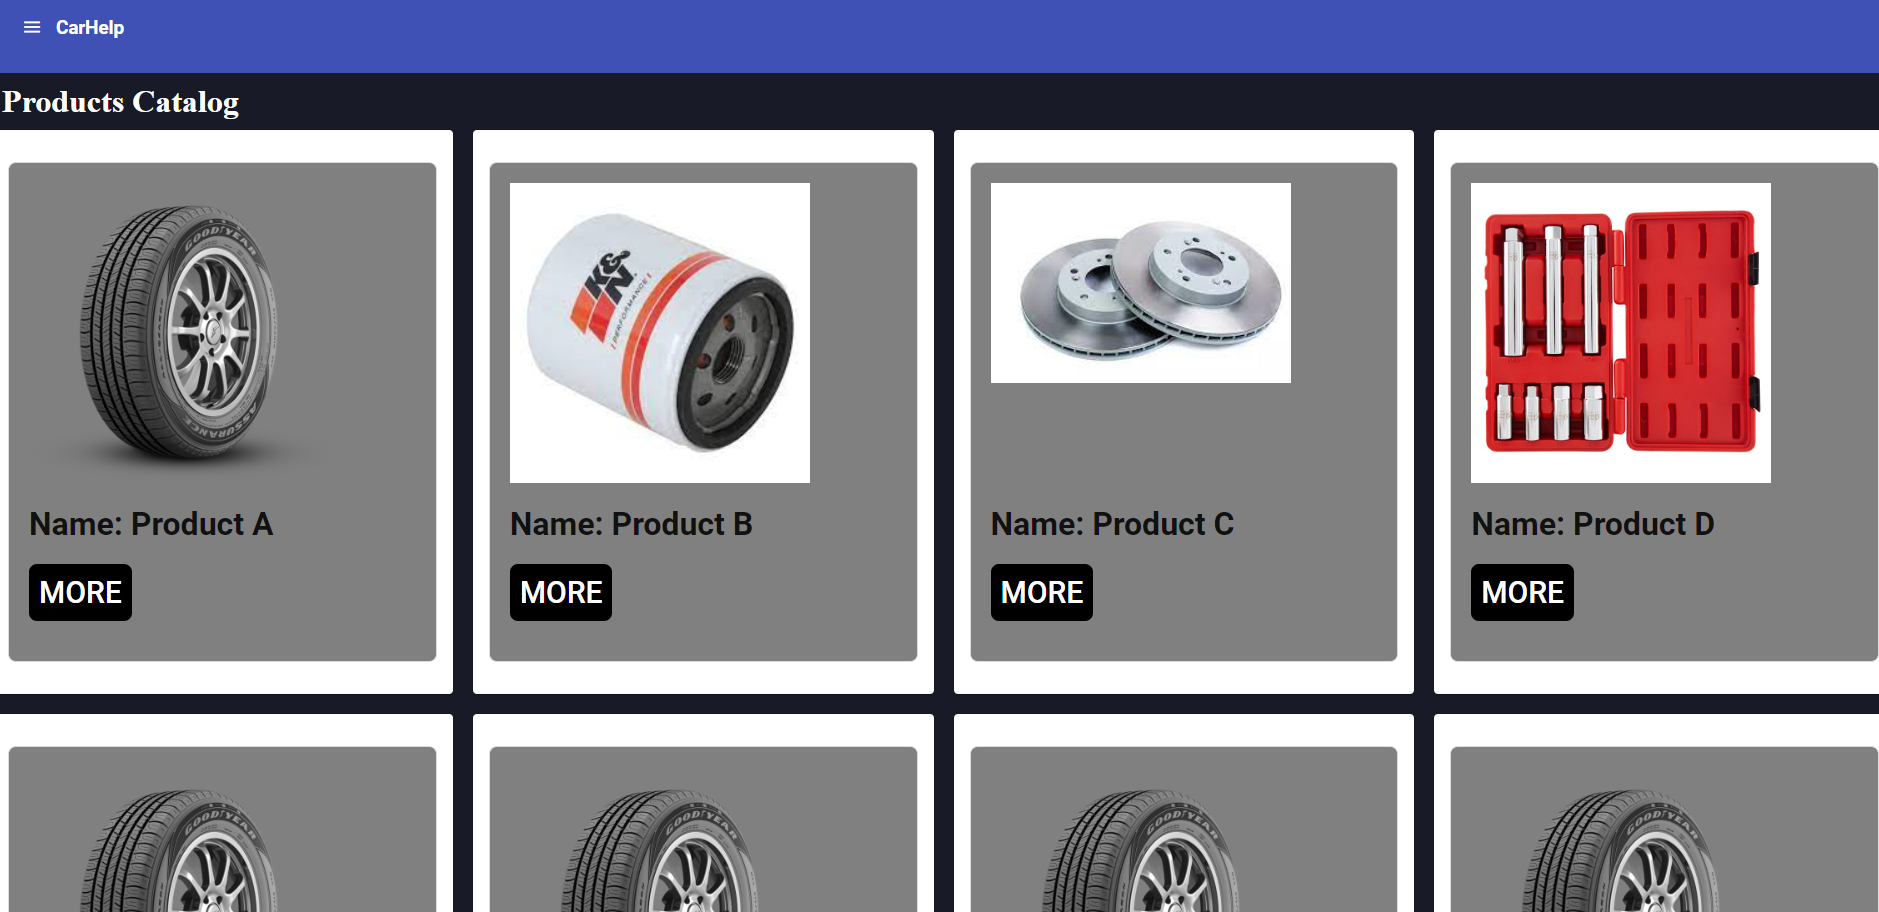 CarHelp
Products Catalog
GOODYEAR
ASSURANCE
K&N
PERFORMANCE
Name: Product A
Name: Product B
Name: Product C
Name: Product D
MORE
MORE
MORE
MORE
GOODYEAR
GOODYEAR
GOODYEAR
GOODYEAR